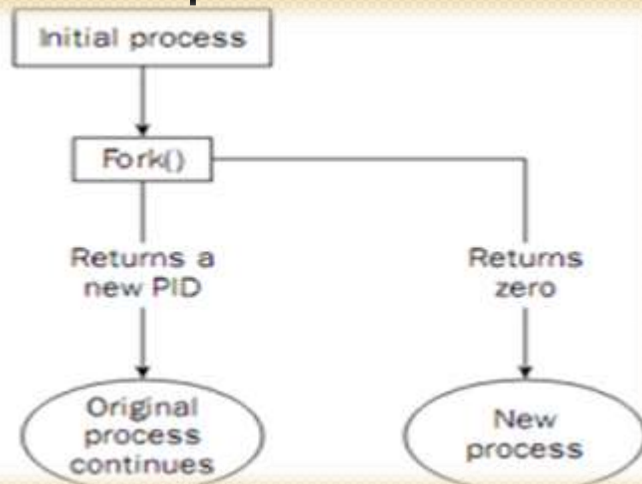 Initial process
Fork()
Returns a
new PID
Returns
zero
Original
process
continues
New
process